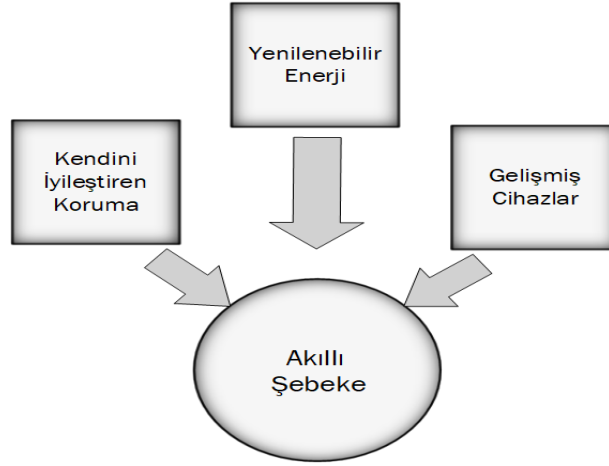 Yenilenebilir
Enerji
Kendini
İyileştiren
Koruma
Gelişmiş
Cihazlar
Akıllı
Şebeke